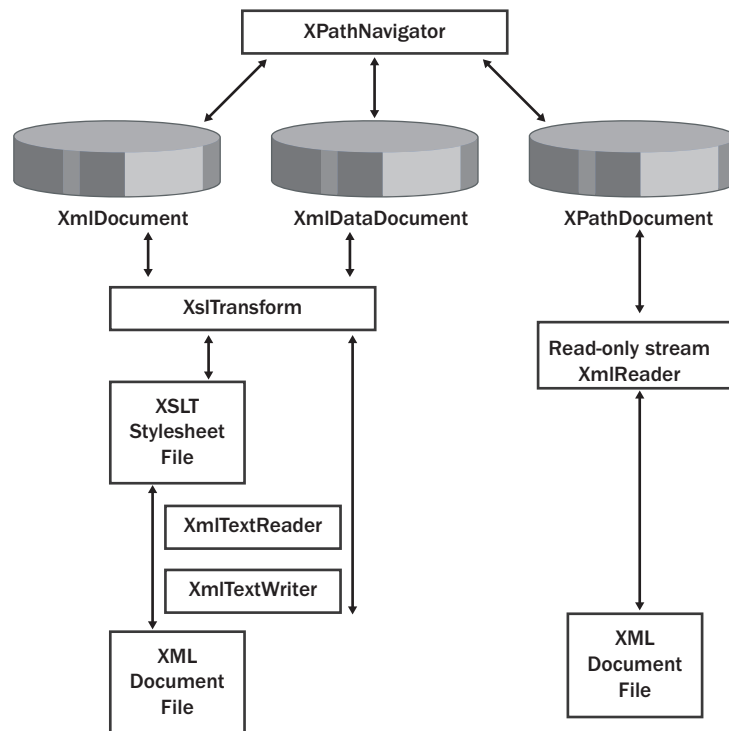 XPathNavigator
XmlDocument
XmlDataDocument
XPathDocument
XslTransform
Read-only stream
XmlReader
XSLT
Stylesheet
File
XmlTextReader
XmlTextWriter
XML
Document
File
XML
Document
File